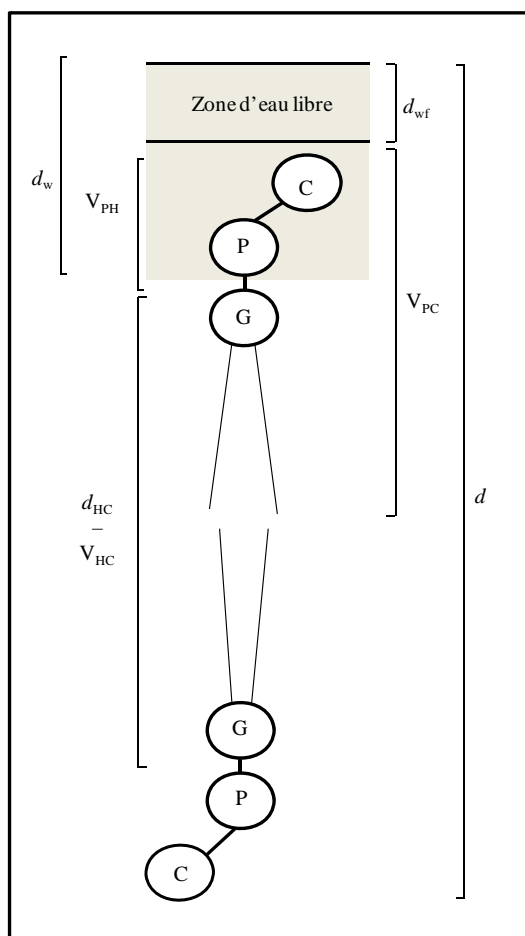 Zone d'eau libre
d_wf
C
d_w
V_PH
P
G
V_PC
d_HC
–
V_HC
d
G
P
C